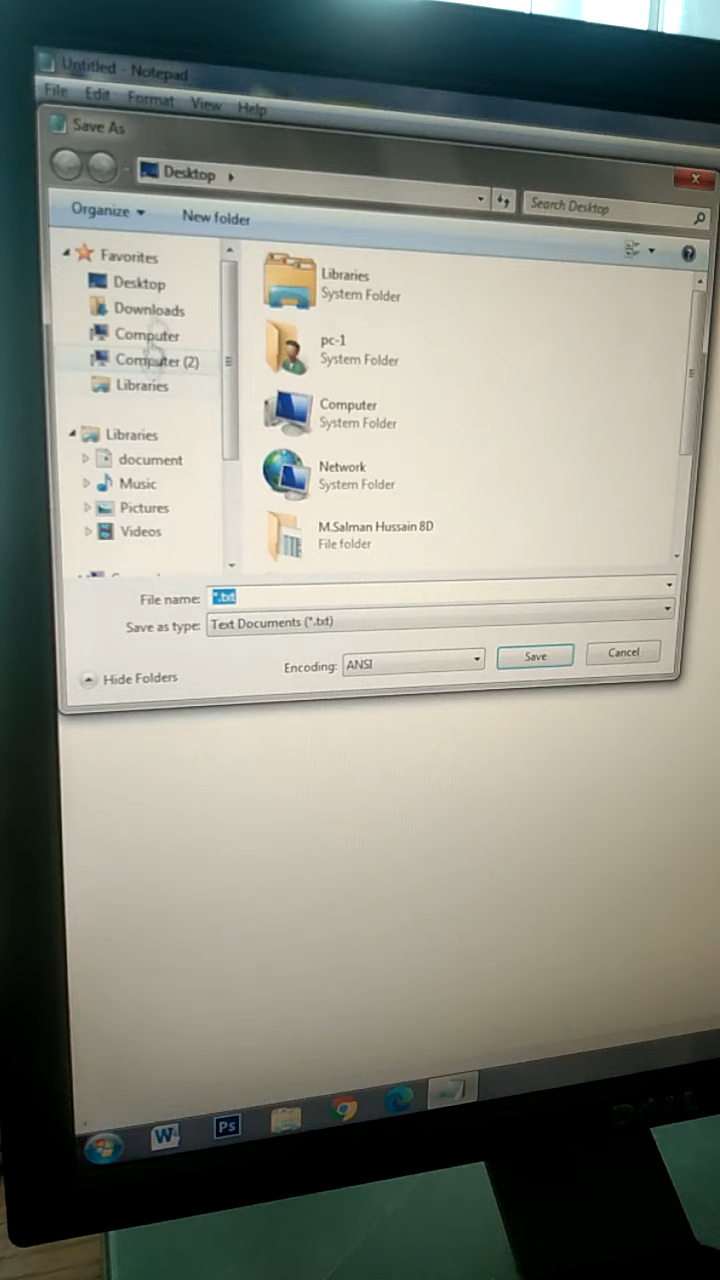 Untitled - Notepad
File Edit Format View Help
Save As
Desktop
Search Desktop
Organize
New folder
Favorites
Desktop
Downloads
Computer
Computer (2)
Libraries
Libraries
document
Music
Pictures
Videos
Libraries
System Folder
pc-1
System Folder
Computer
System Folder
Network
System Folder
M.Salman Hussain 8D
File folder
File name: *.txt
Save as type: Text Documents (*.txt)
Hide Folders
Encoding: ANSI
Save
Cancel
W
Ps
DELL